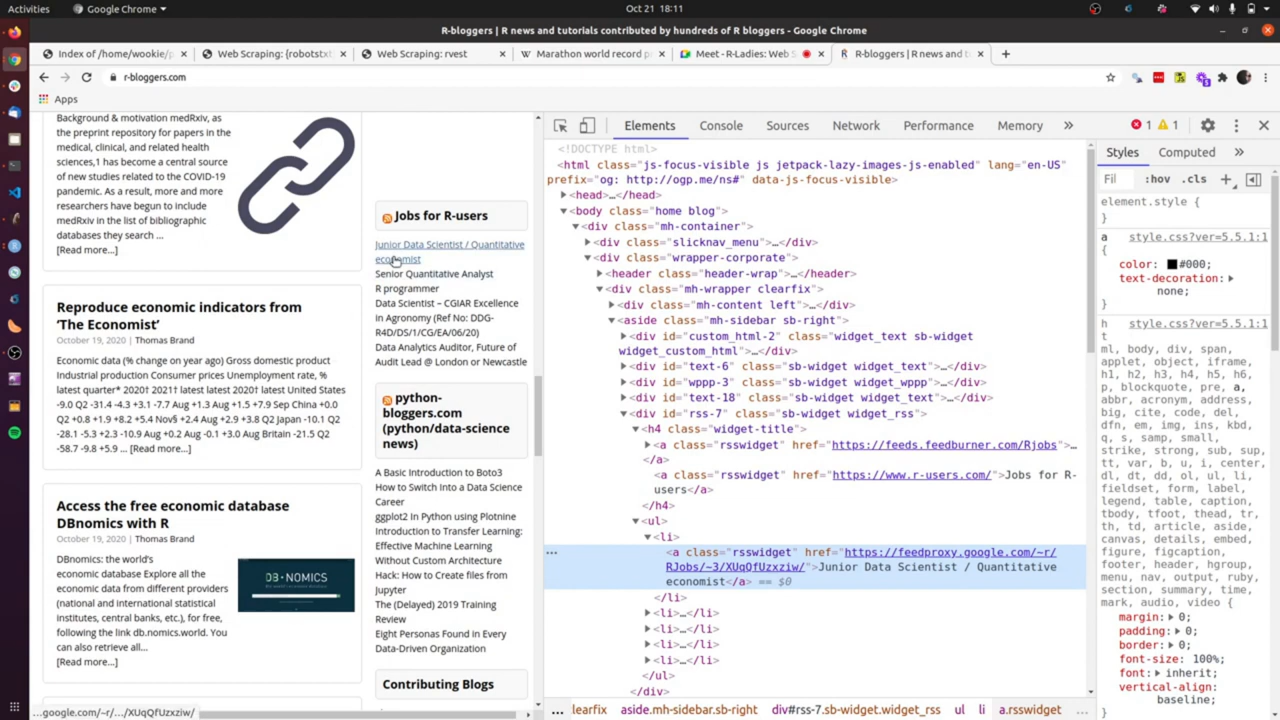 Activities
Google Chrome
Oct 21 18:11
R-bloggers | R news and tutorials contributed by hundreds of R bloggers - Google Chrome
Index of /home/wookie/p
Web Scraping: {robotstxt
Web Scraping: rvest
Marathon world record p
Meet - R-Ladies: Web S
R-bloggers | R news and t
r-bloggers.com
Apps
Background & motivation medRxiv, as
the preprint repository for papers in the
medical, clinical, and related health
sciences,1 has become a central source
of new studies related to the COVID-19
pandemic. As a result, more and more
researchers have begun to include
medRxiv in the list of bibliographic
databases they search ...
[Read more...]
Reproduce economic indicators from
‘The Economist’
October 19, 2020 | Thomas Brand
Economic data (% change on year ago) Gross domestic product
Industrial production Consumer prices Unemployment rate, %
latest quarter* 2020† 2021† latest latest 2020† latest United States
-9.0 Q2 -31.4 -4.3 +3.1 -7.7 Aug +1.3 Aug +1.5 +7.9 Sep China +0.0
Q2 +0.8 +1.9 +8.2 +5.4 Nov§ +2.4 Aug +2.9 +3.8 Q2 Japan -10.1 Q2
-28.1 -5.3 +2.3 -10.9 Aug +0.2 Aug -0.1 +3.0 Aug Britain -21.5 Q2
-58.7 -9.8 +5.9 ... [Read more...]
Access the free economic database
DBnomics with R
October 19, 2020 | Thomas Brand
DBnomics: the world's
economic database Explore all the
economic data from different providers
(national and international statistical
institutes, central banks, etc.), for free,
following the link db.nomics.world. You
can also retrieve all...
[Read more...]
DB·NOMICS
Jobs for R-users
Junior Data Scientist / Quantitative
economist
Senior Quantitative Analyst
R programmer
Data Scientist – CGIAR Excellence
in Agronomy (Ref No: DDG-
R4D/DS/1/CG/EA/06/20)
Data Analytics Auditor, Future of
Audit Lead @ London or Newcastle
python-
bloggers.com
(python/data-science
news)
A Basic Introduction to Boto3
How to Switch Into a Data Science
Career
ggplot2 In Python using Plotnine
Introduction to Transfer Learning:
Effective Machine Learning
Without Custom Architecture
Hack: How to Create files from
Jupyter
The (Delayed) 2019 Training
Review
Eight Personas Found in Every
Data-Driven Organization
Contributing Blogs
google.com/~r/.../XUqQfUzxziw/
Elements
Console
Sources
Network
Performance
Memory
»
1
1
<!DOCTYPE html>
<html class="js-focus-visible js jetpack-lazy-images-js-enabled" lang="en-US"
prefix="og: http://ogp.me/ns#" data-js-focus-visible>
<head>…</head>
<body class="home blog">
<div class="mh-container">
<div class="slicknav_menu">…</div>
<div class="wrapper-corporate">
<header class="header-wrap">…</header>
<div class="mh-wrapper clearfix">
<div class="mh-content left">…</div>
<aside class="mh-sidebar sb-right">
<div id="custom_html-2" class="widget_text sb-widget
widget_custom_html">…</div>
<div id="text-6" class="sb-widget widget_text">…</div>
<div id="wppp-3" class="sb-widget widget_wppp">…</div>
<div id="text-18" class="sb-widget widget_text">…</div>
<div id="rss-7" class="sb-widget widget_rss">
<h4 class="widget-title">
<a class="rsswidget" href="https://feeds.feedburner.com/Rjobs">…
</a>
<a class="rsswidget" href="https://www.r-users.com/">Jobs for R-
users</a>
</h4>
<ul>
<li>
<a class="rsswidget" href="https://feedproxy.google.com/~r/
RJobs/~3/XUqQfUzxziw/">Junior Data Scientist / Quantitative
economist</a> == $0
</li>
<li>…</li>
<li>…</li>
<li>…</li>
<li>…</li>
</ul>
</div>
... learfix aside.mh-sidebar.sb-right div#rss-7.sb-widget.widget_rss ul li a.rsswidget
Styles
Computed
»
Fil
:hov
.cls
element.style {
}
a style.css?ver=5.5.1:1
{
color: #000;
text-decoration:
none;
}
h style.css?ver=5.5.1:1
ml, body, div, span,
applet, object, iframe,
h1, h2, h3, h4, h5, h6,
p, blockquote, pre, a,
abbr, acronym, address,
big, cite, code, del,
dfn, em, img, ins, kbd,
q, s, samp, small,
strike, strong, sub, sup,
tt, var, b, u, i, center,
dl, dt, dd, ol, ul, li,
fieldset, form, label,
legend, table, caption,
tbody, tfoot, thead, tr,
th, td, article, aside,
canvas, details, embed,
figure, figcaption,
footer, header, hgroup,
menu, nav, output, ruby,
section, summary, time,
mark, audio, video {
margin: 0;
padding: 0;
border: 0;
font-size: 100%;
font: inherit;
vertical-align:
baseline;